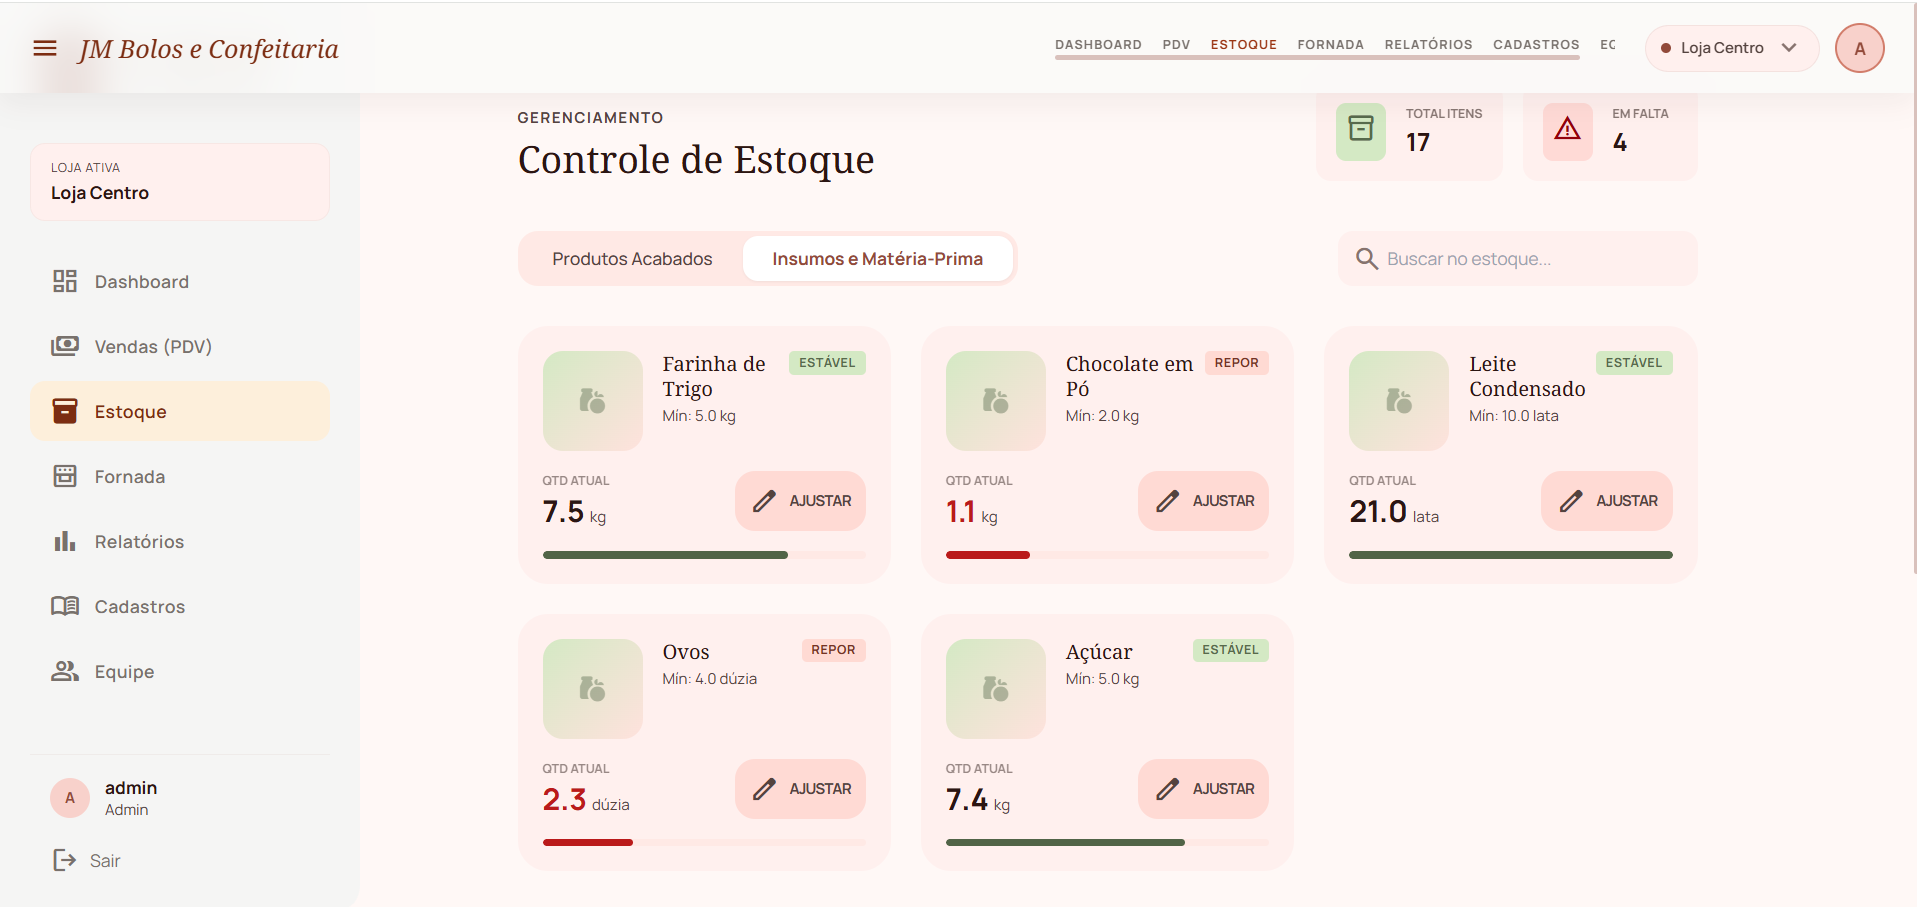 JM Bolos e Confeitaria
DASHBOARD PDV ESTOQUE FORNADA RELATÓRIOS CADASTROS
Loja Centro
A
LOJA ATIVA
Loja Centro
Dashboard
Vendas (PDV)
Estoque
Fornada
Relatórios
Cadastros
Equipe
A
admin
Admin
Sair
GERENCIAMENTO
Controle de Estoque
TOTAL ITENS
17
EM FALTA
4
Produtos Acabados
Insumos e Matéria-Prima
Buscar no estoque...
Farinha de
Trigo
ESTÁVEL
Mín: 5.0 kg
QTD ATUAL
7.5 kg
AJUSTAR
Chocolate em
Pó
REPOR
Mín: 2.0 kg
QTD ATUAL
1.1 kg
AJUSTAR
Leite
Condensado
ESTÁVEL
Mín: 10.0 lata
QTD ATUAL
21.0 lata
AJUSTAR
Ovos
REPOR
Mín: 4.0 dúzia
QTD ATUAL
2.3 dúzia
AJUSTAR
Açúcar
ESTÁVEL
Mín: 5.0 kg
QTD ATUAL
7.4 kg
AJUSTAR